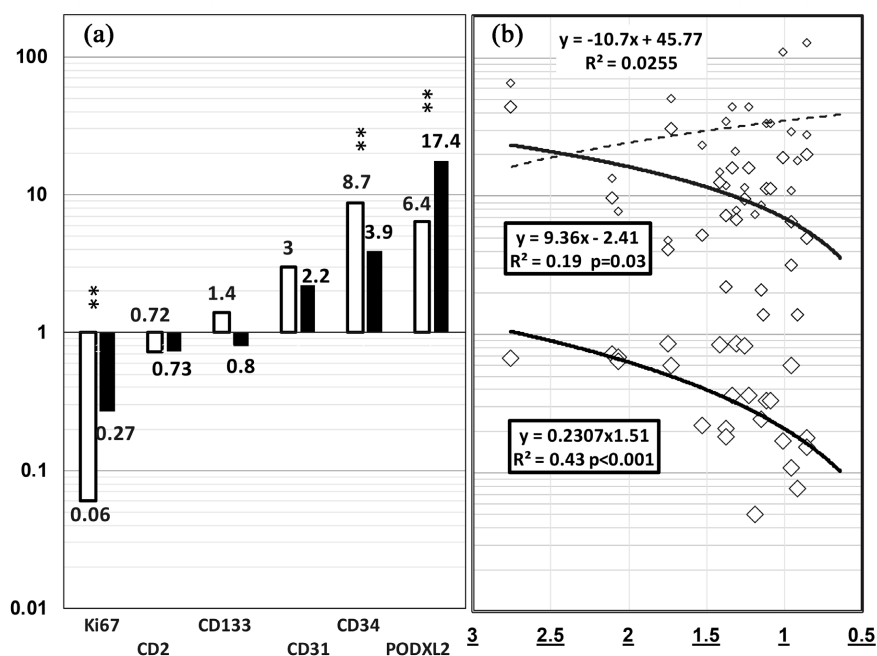 (a)
(b)
100
10
1
0.1
0.01
**
**
**
0.06
0.27
0.72
0.73
1.4
0.8
3
2.2
8.7
3.9
6.4
17.4
Ki67
CD2
CD133
CD31
CD34
PODXL2
y = -10.7x + 45.77
R² = 0.0255
y = 9.36x - 2.41
R² = 0.19 p=0.03
y = 0.2307x1.51
R² = 0.43 p<0.001
3
2.5
2
1.5
1
0.5